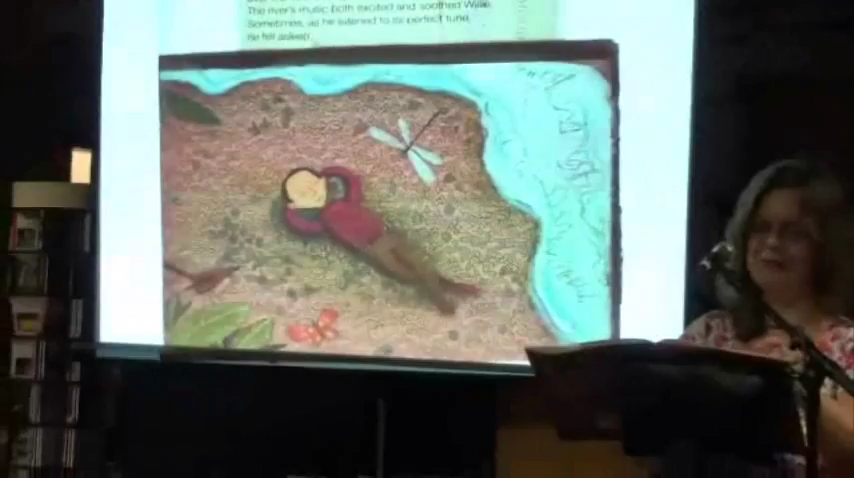 The river's music both excited and soothed Willie.
Sometimes, as he listened to its perfect tune,
he fell asleep.